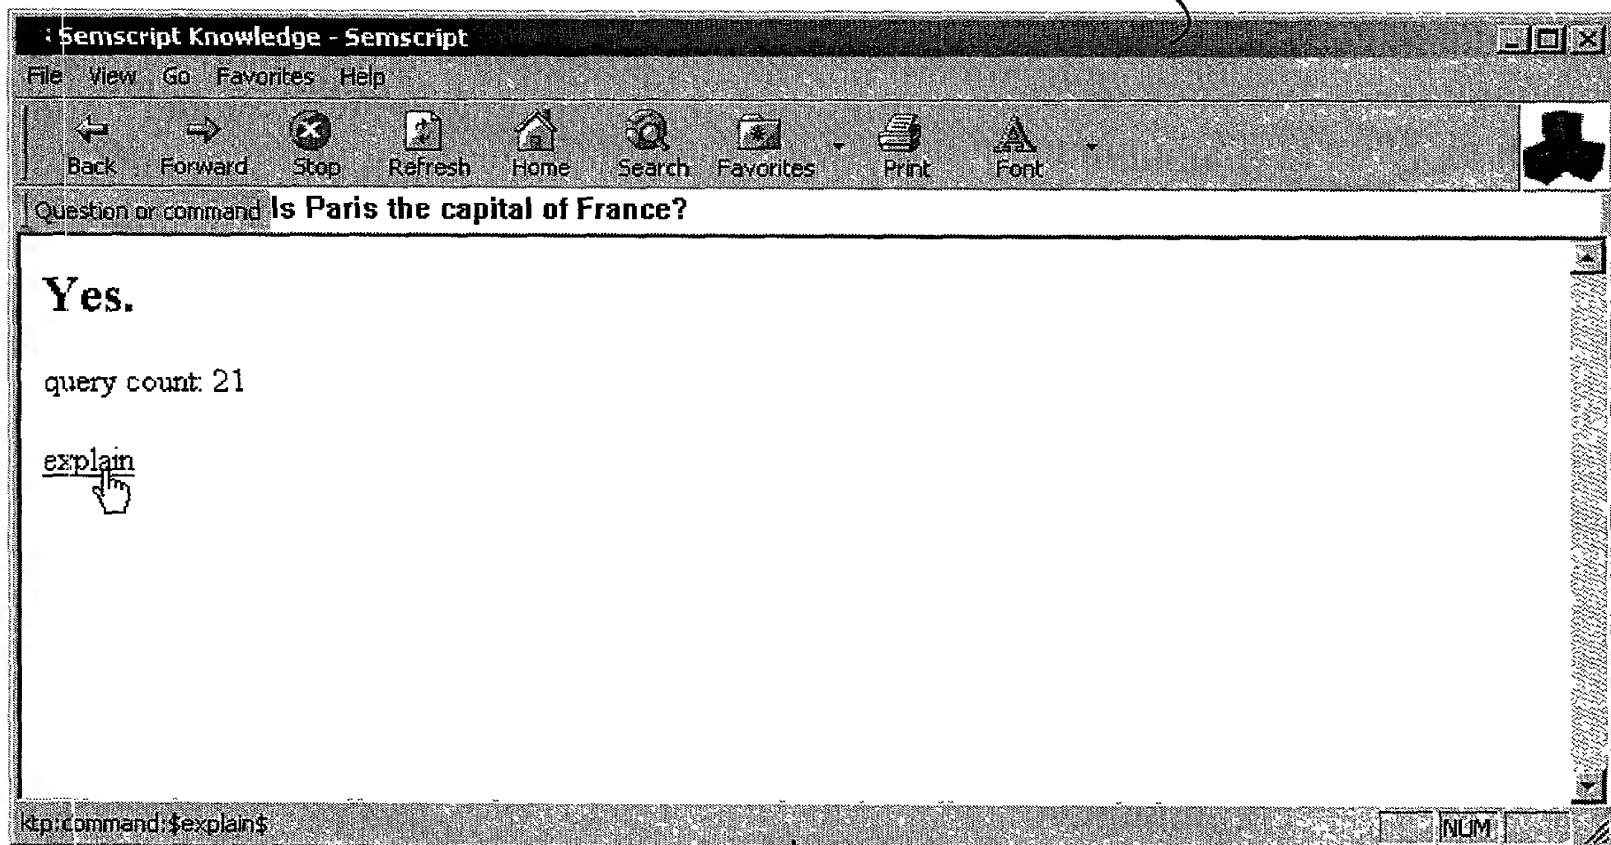 Semscript Knowledge - Semscript
File View Go Favorites Help
Back Forward Stop Refresh Home Search Favorites Print Font
Question or command Is Paris the capital of France?
Yes.
query count: 21
explain
ktp:command:$explain$ NUM